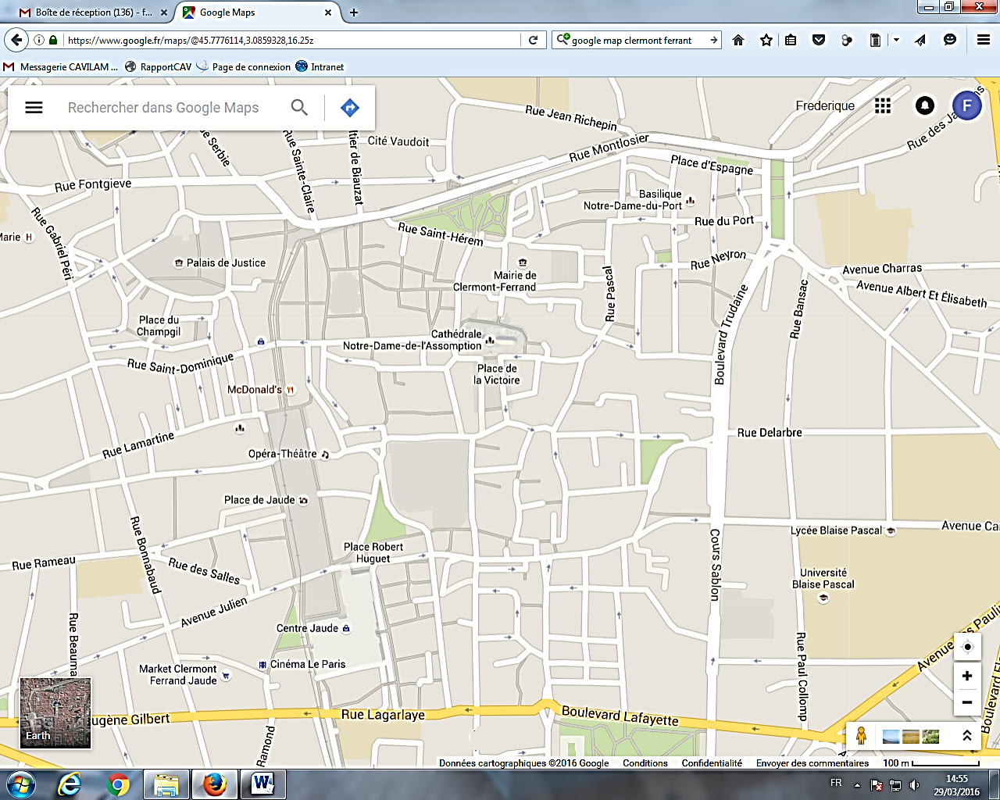 Boîte de réception (136) - f...
Google Maps
https://www.google.fr/maps/@45.7776114,3.0859328,16.25z
google map clermont ferrant
Messagerie CAVILAM ...
RapportCAV
Page de connexion
Intranet
Rechercher dans Google Maps
Frederique
F
Rue Jean Richepin
Cité Vaudoit
Rue Serbie
Rue Sainte-Claire
ltier de Biauzat
Rue Montlosier
Place d'Espagne
Rue des Ja
Rue Fontgieve
Basilique
Notre-Dame-du-Port
Rue du Port
Rue Gabriel Péri
Marie
H
Rue Saint-Hérem
Palais de Justice
Mairie de
Clermont-Ferrand
Rue Neyron
Rue Pascal
Avenue Charras
Avenue Albert Et Élisabeth
Rue Bansac
Boulevard Trudaine
Place du
Champgil
Cathédrale
Notre-Dame-de-l'Assomption
Rue Saint-Dominique
Place de
la Victoire
McDonald's
Rue Lamartine
Opéra-Théâtre
Rue Delarbre
Place de Jaude
Rue Bonnabaud
Lycée Blaise Pascal
Avenue Ca
Place Robert
Huguet
Rue Rameau
Rue des Salles
Cours Sablon
Université
Blaise Pascal
Avenue Julien
Rue Beauma
Centre Jaude
Cinéma Le Paris
Market Clermont
Ferrand Jaude
Rue Paul Collomp
Avenue des Paulin
Boulevard Fl
Earth
ugène Gilbert
Rue Lagarlaye
Boulevard Lafayette
Ramond
Données cartographiques ©2016 Google
Conditions
Confidentialité
Envoyer des commentaires
100 m
FR
14:55
29/03/2016